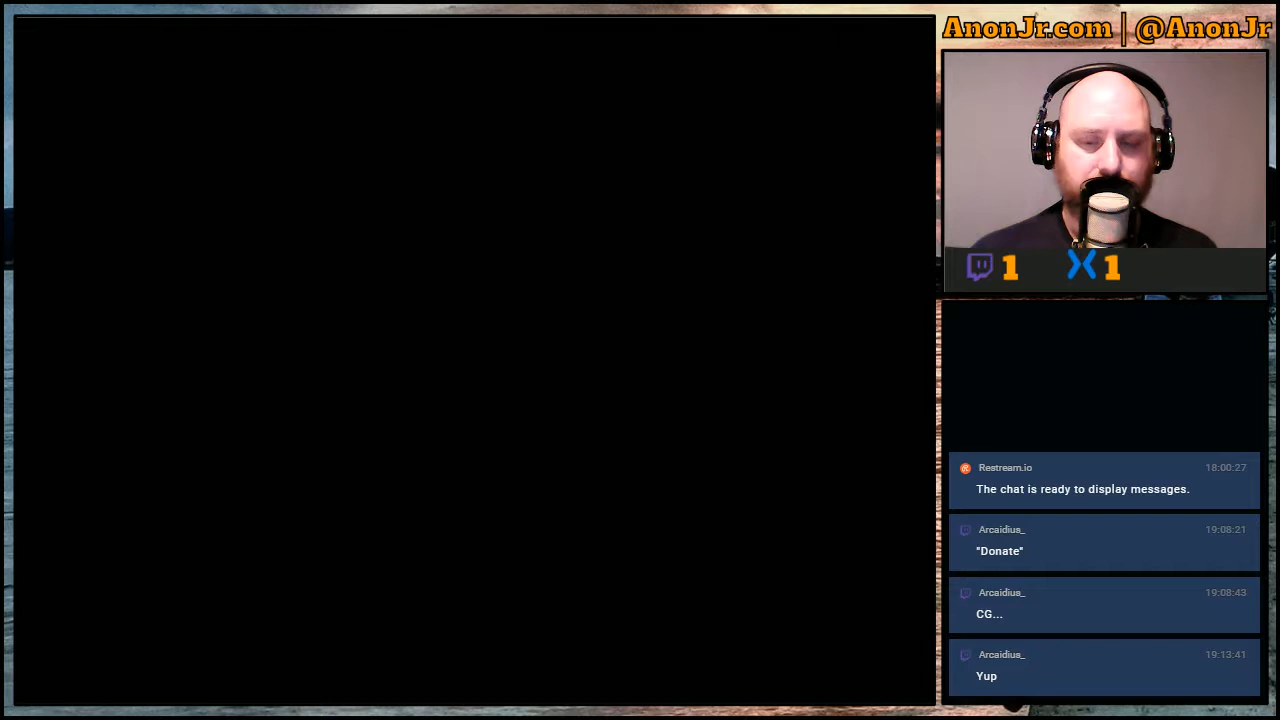 AnonJr.com | @AnonJr
1 1
Restream.io 18:00:27
The chat is ready to display messages.
Arcaidius_ 19:08:21
"Donate"
Arcaidius_ 19:08:43
CG...
Arcaidius_ 19:13:41
Yup